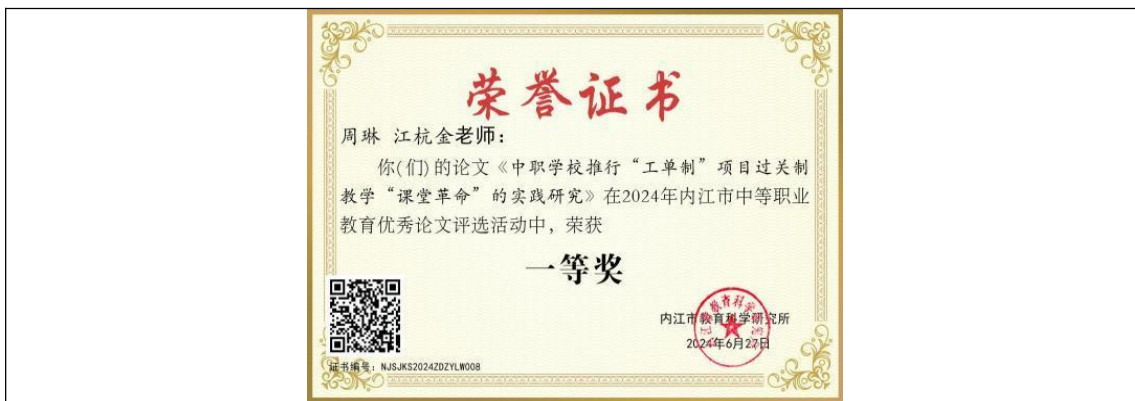 荣誉证书
周琳 江杭金老师：
你(们)的论文《中职学校推行“工单制”项目过关制
教学“课堂革命”的实践研究》在2024年内江市中等职业
教育优秀论文评选活动中，荣获
一等奖
内江市教育科学研究所
2024年6月27日
证书编号：NJSJKS2024ZDZYLW008